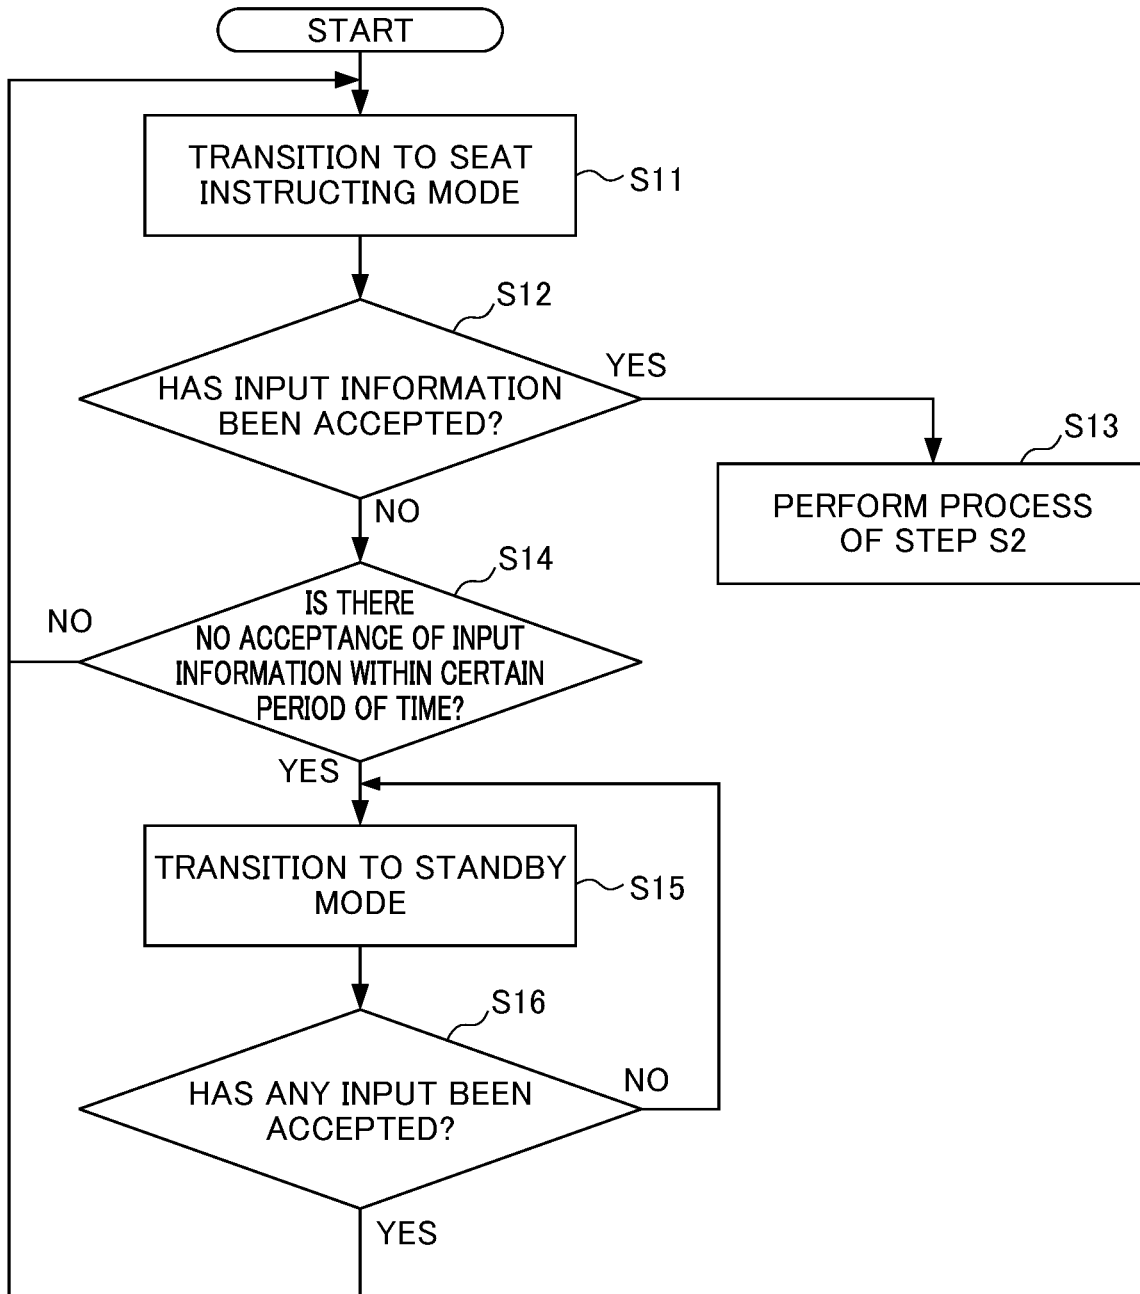 START
TRANSITION TO SEAT
INSTRUCTING MODE
S11
S12
HAS INPUT INFORMATION
BEEN ACCEPTED?
YES
S13
PERFORM PROCESS
OF STEP S2
NO
S14
IS THERE
NO ACCEPTANCE OF INPUT
INFORMATION WITHIN CERTAIN
PERIOD OF TIME?
NO
YES
TRANSITION TO STANDBY
MODE
S15
S16
HAS ANY INPUT BEEN
ACCEPTED?
NO
YES